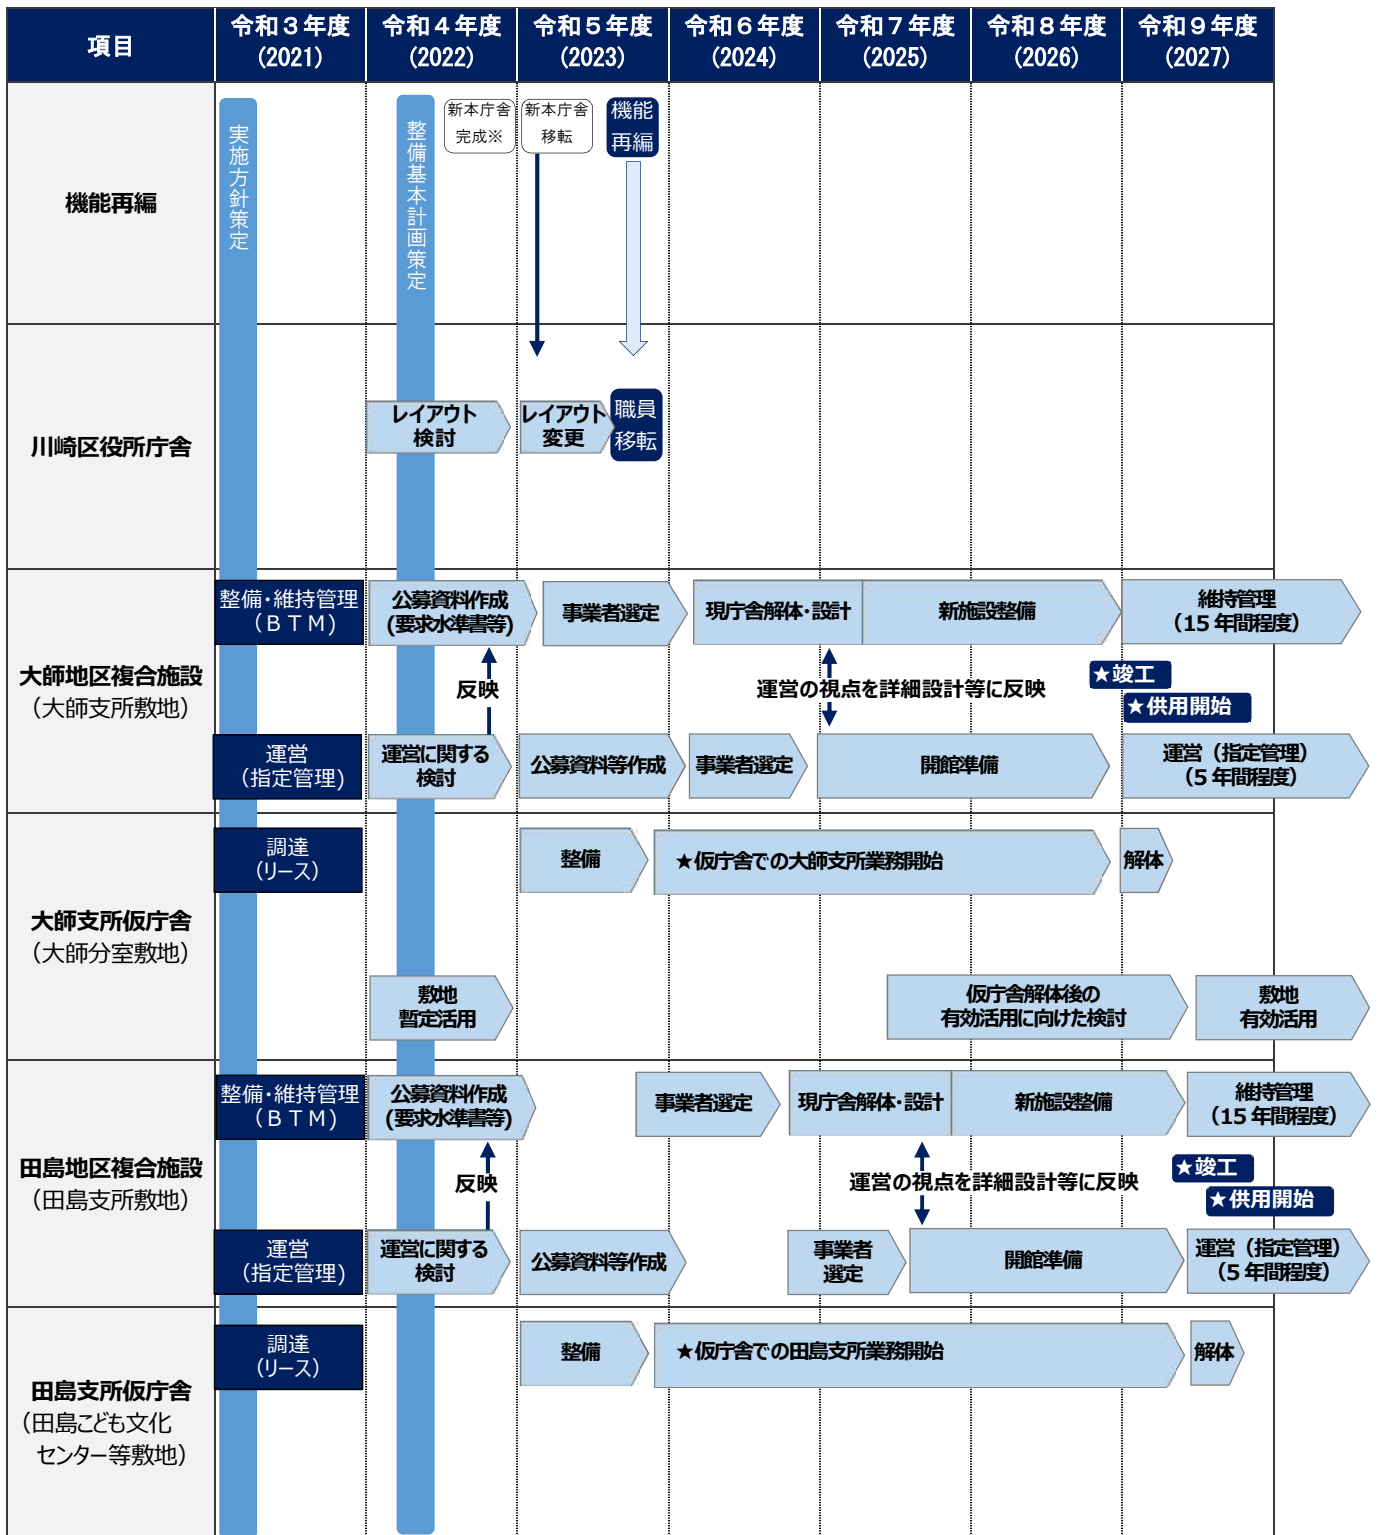 項目
令和３年度
(2021)
令和４年度
(2022)
令和５年度
(2023)
令和６年度
(2024)
令和７年度
(2025)
令和８年度
(2026)
令和９年度
(2027)
機能再編
実施方針策定
整備基本計画策定
新本庁舎
完成※
新本庁舎
移転
機能
再編
川崎区役所庁舎
レイアウト
検討
レイアウト
変更
職員
移転
大師地区複合施設
（大師支所敷地）
整備・維持管理
（ＢＴＭ）
公募資料作成
(要求水準書等)
事業者選定
現庁舎解体・設計
新施設整備
維持管理
（15 年間程度）
反映
運営の視点を詳細設計等に反映
★竣工
★供用開始
運営
（指定管理）
運営に関する
検討
公募資料等作成
事業者選定
開館準備
運営（指定管理）
（5 年間程度）
大師支所仮庁舎
（大師分室敷地）
調達
（リース）
整備
★仮庁舎での大師支所業務開始
解体
敷地
暫定活用
仮庁舎解体後の
有効活用に向けた検討
敷地
有効活用
田島地区複合施設
（田島支所敷地）
整備・維持管理
（ＢＴＭ）
公募資料作成
(要求水準書等)
事業者選定
現庁舎解体・設計
新施設整備
維持管理
（15 年間程度）
反映
運営の視点を詳細設計等に反映
★竣工
★供用開始
運営
（指定管理）
運営に関する
検討
公募資料等作成
事業者
選定
開館準備
運営（指定管理）
（5 年間程度）
田島支所仮庁舎
（田島こども文化
センター等敷地）
調達
（リース）
整備
★仮庁舎での田島支所業務開始
解体